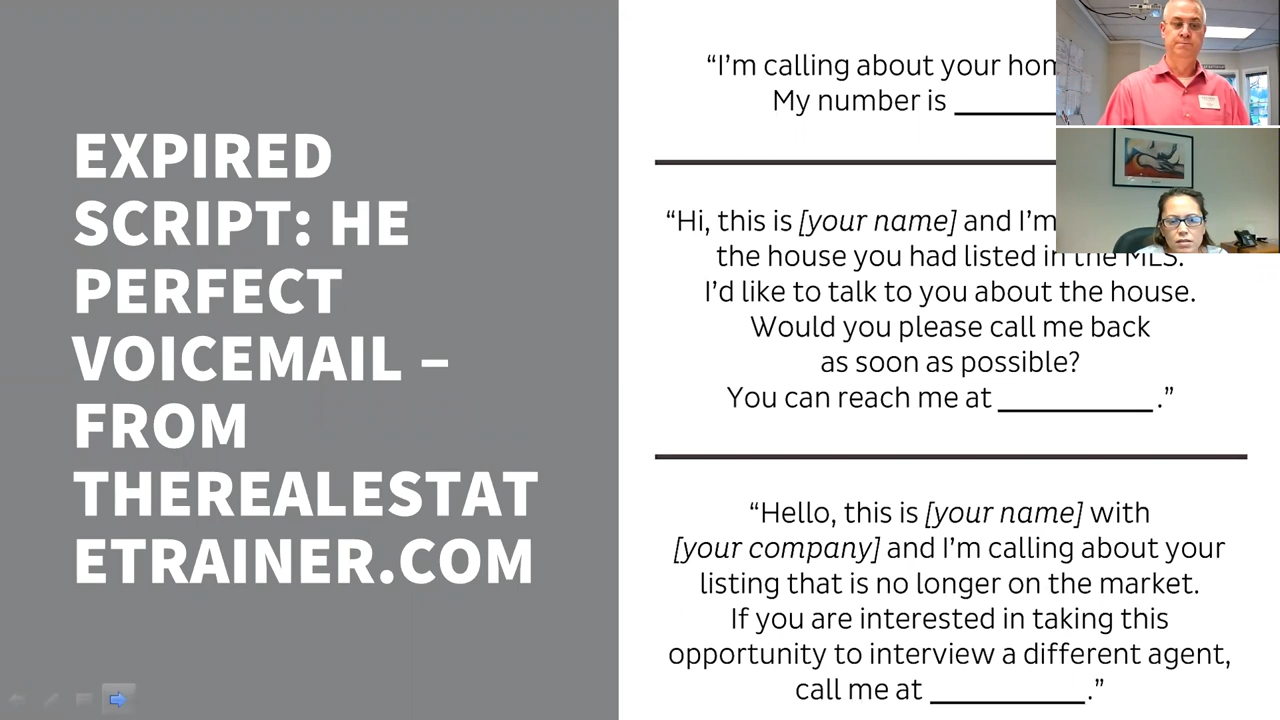 EXPIRED
SCRIPT: HE
PERFECT
VOICEMAIL –
FROM
THEREALESTAT
ETRAINER.COM
“I’m calling about your hom
My number is ___________
“Hi, this is [your name] and I’m
the house you had listed in the MLS.
I’d like to talk to you about the house.
Would you please call me back
as soon as possible?
You can reach me at ___________.”
“Hello, this is [your name] with
[your company] and I’m calling about your
listing that is no longer on the market.
If you are interested in taking this
opportunity to interview a different agent,
call me at ___________.”